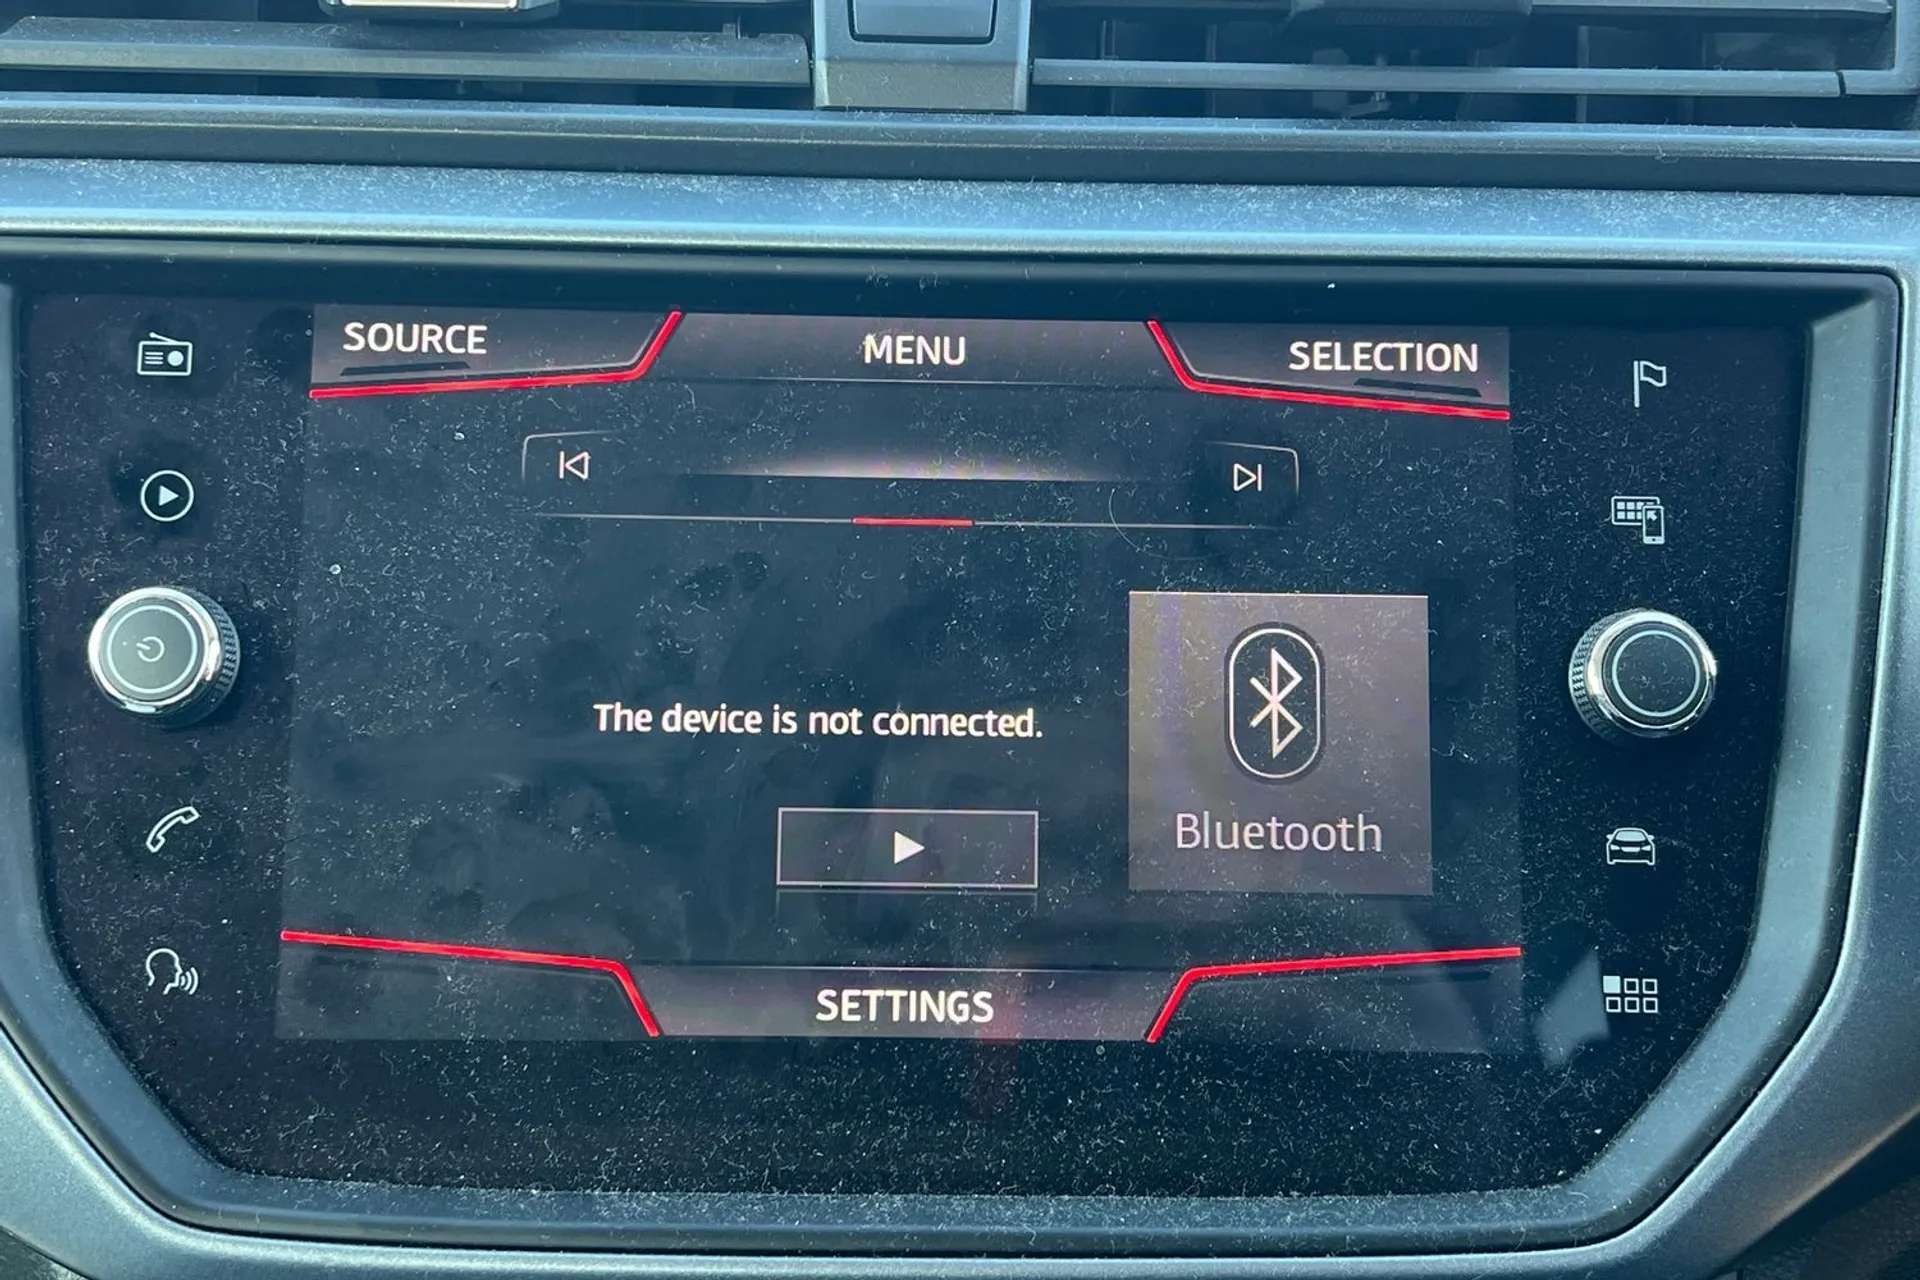 SOURCE
MENU
SELECTION
The device is not connected.
Bluetooth
SETTINGS